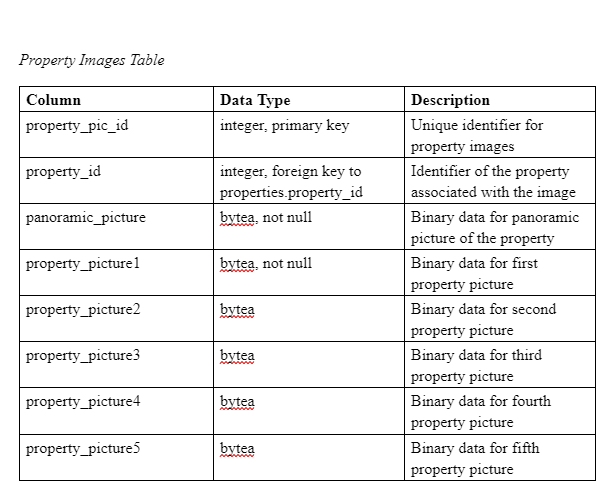 Property Images Table
Column Data Type Description
property_pic_id integer, primary key Unique identifier for
property images
property_id integer, foreign key to Identifier of the property
properties.property_id associated with the image
panoramic_picture bytea, not null Binary data for panoramic
picture of the property
property_picture1 bytea, not null Binary data for first
property picture
property_picture2 bytea Binary data for second
property picture
property_picture3 bytea Binary data for third
property picture
property_picture4 bytea Binary data for fourth
property picture
property_picture5 bytea Binary data for fifth
property picture